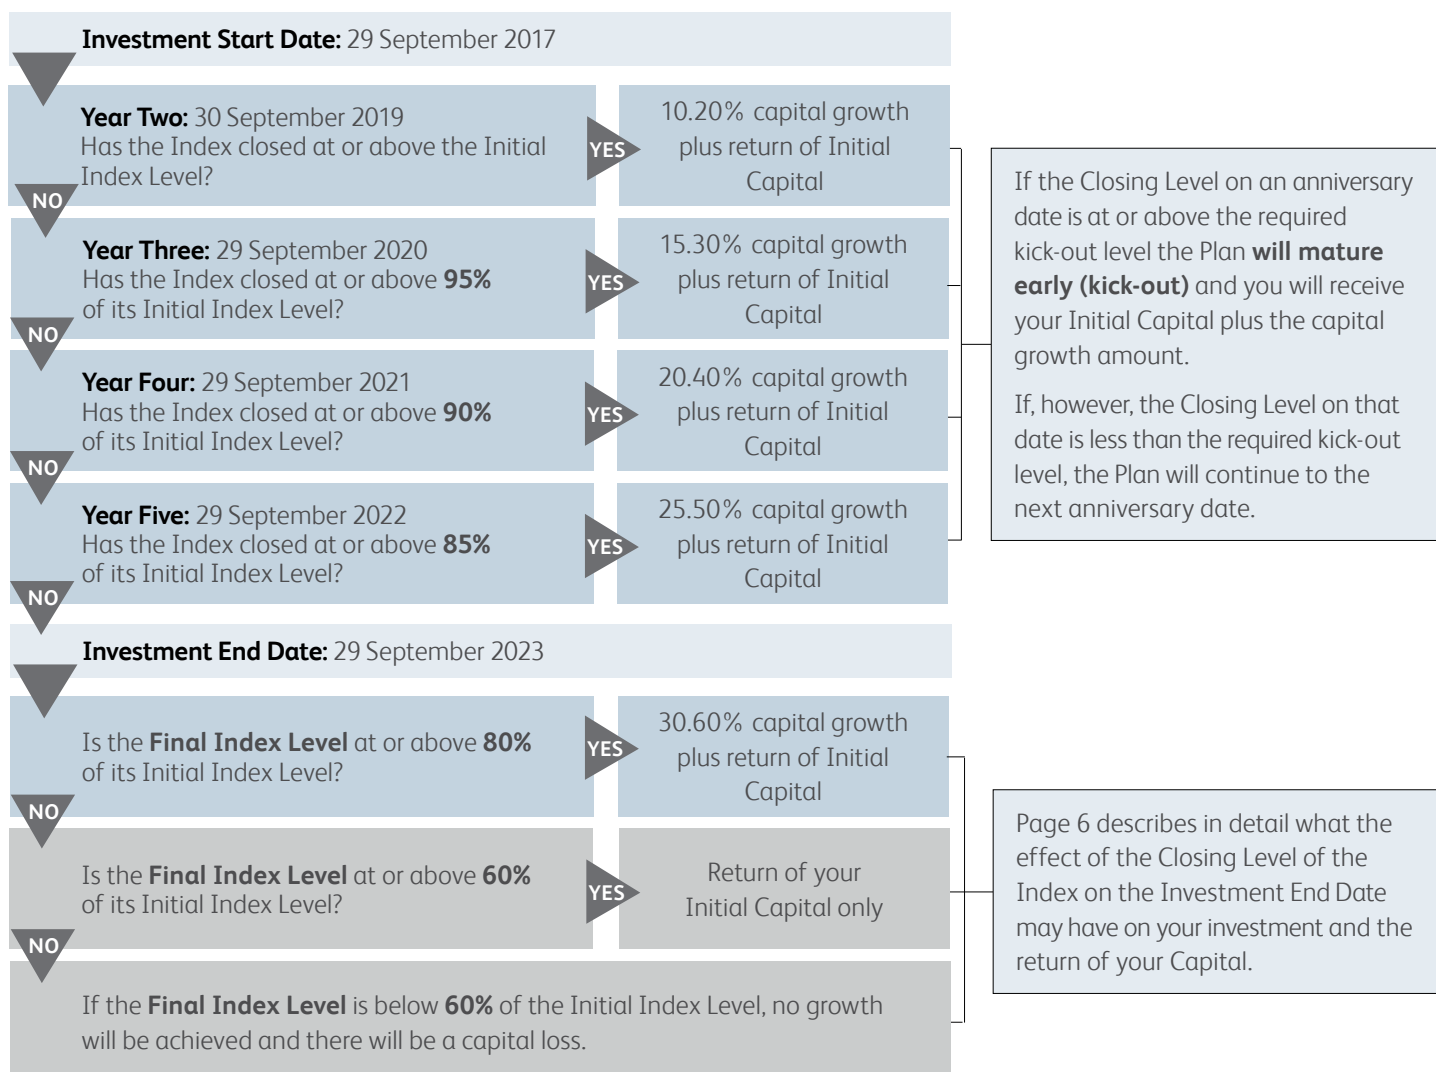 Investment Start Date: 29 September 2017
Year Two: 30 September 2019
Has the Index closed at or above the Initial
Index Level?
YES
10.20% capital growth
plus return of Initial
Capital
NO
Year Three: 29 September 2020
Has the Index closed at or above 95%
of its Initial Index Level?
YES
15.30% capital growth
plus return of Initial
Capital
NO
Year Four: 29 September 2021
Has the Index closed at or above 90%
of its Initial Index Level?
YES
20.40% capital growth
plus return of Initial
Capital
NO
Year Five: 29 September 2022
Has the Index closed at or above 85%
of its Initial Index Level?
YES
25.50% capital growth
plus return of Initial
Capital
NO
If the Closing Level on an anniversary
date is at or above the required
kick-out level the Plan will mature
early (kick-out) and you will receive
your Initial Capital plus the capital
growth amount.
If, however, the Closing Level on that
date is less than the required kick-out
level, the Plan will continue to the
next anniversary date.
Investment End Date: 29 September 2023
Is the Final Index Level at or above 80%
of its Initial Index Level?
YES
30.60% capital growth
plus return of Initial
Capital
NO
Is the Final Index Level at or above 60%
of its Initial Index Level?
YES
Return of your
Initial Capital only
NO
If the Final Index Level is below 60% of the Initial Index Level, no growth
will be achieved and there will be a capital loss.
Page 6 describes in detail what the
effect of the Closing Level of the
Index on the Investment End Date
may have on your investment and the
return of your Capital.